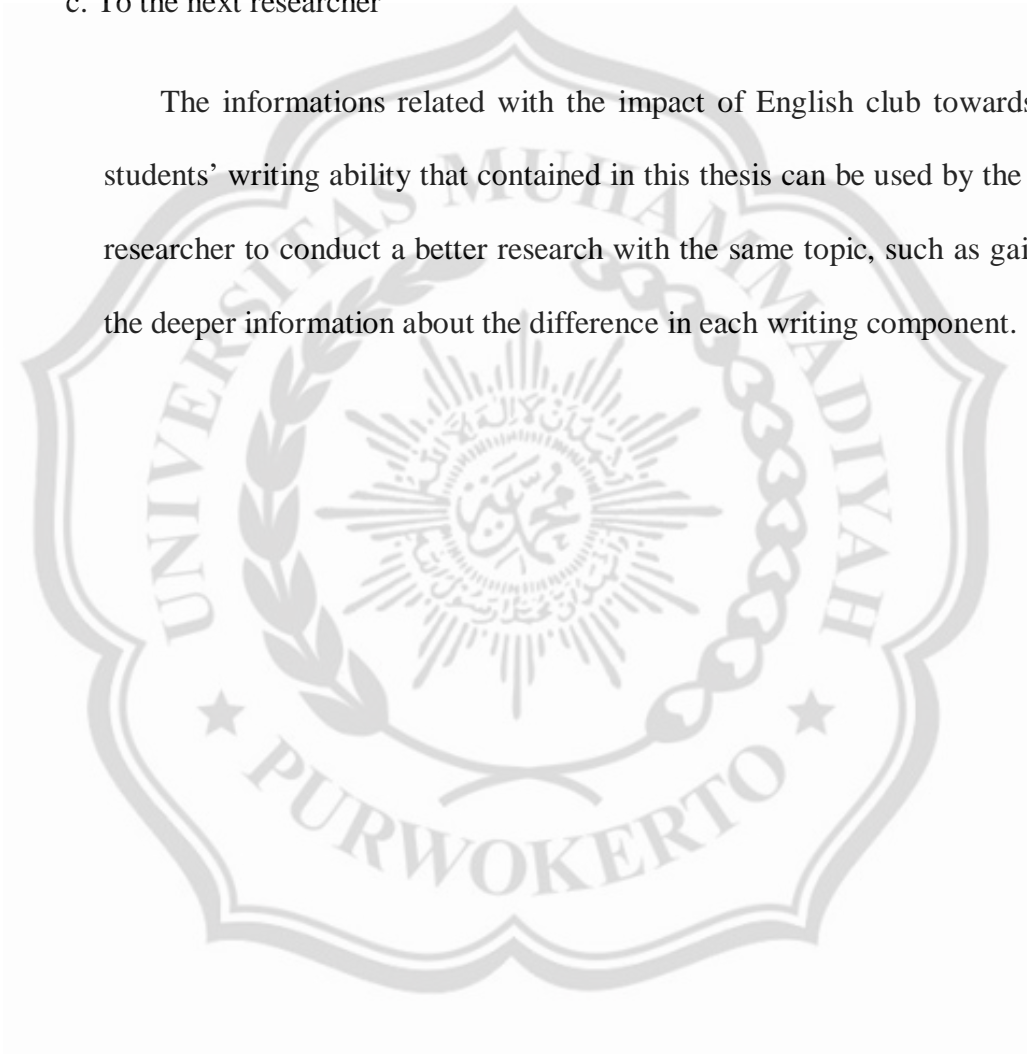 c. To the next researcher
The informations related with the impact of English club towards
students’ writing ability that contained in this thesis can be used by the
researcher to conduct a better research with the same topic, such as gai
the deeper information about the difference in each writing component.
UNIVERSITAS MUHAMMADIYAH
محمد
PURWOKERTO